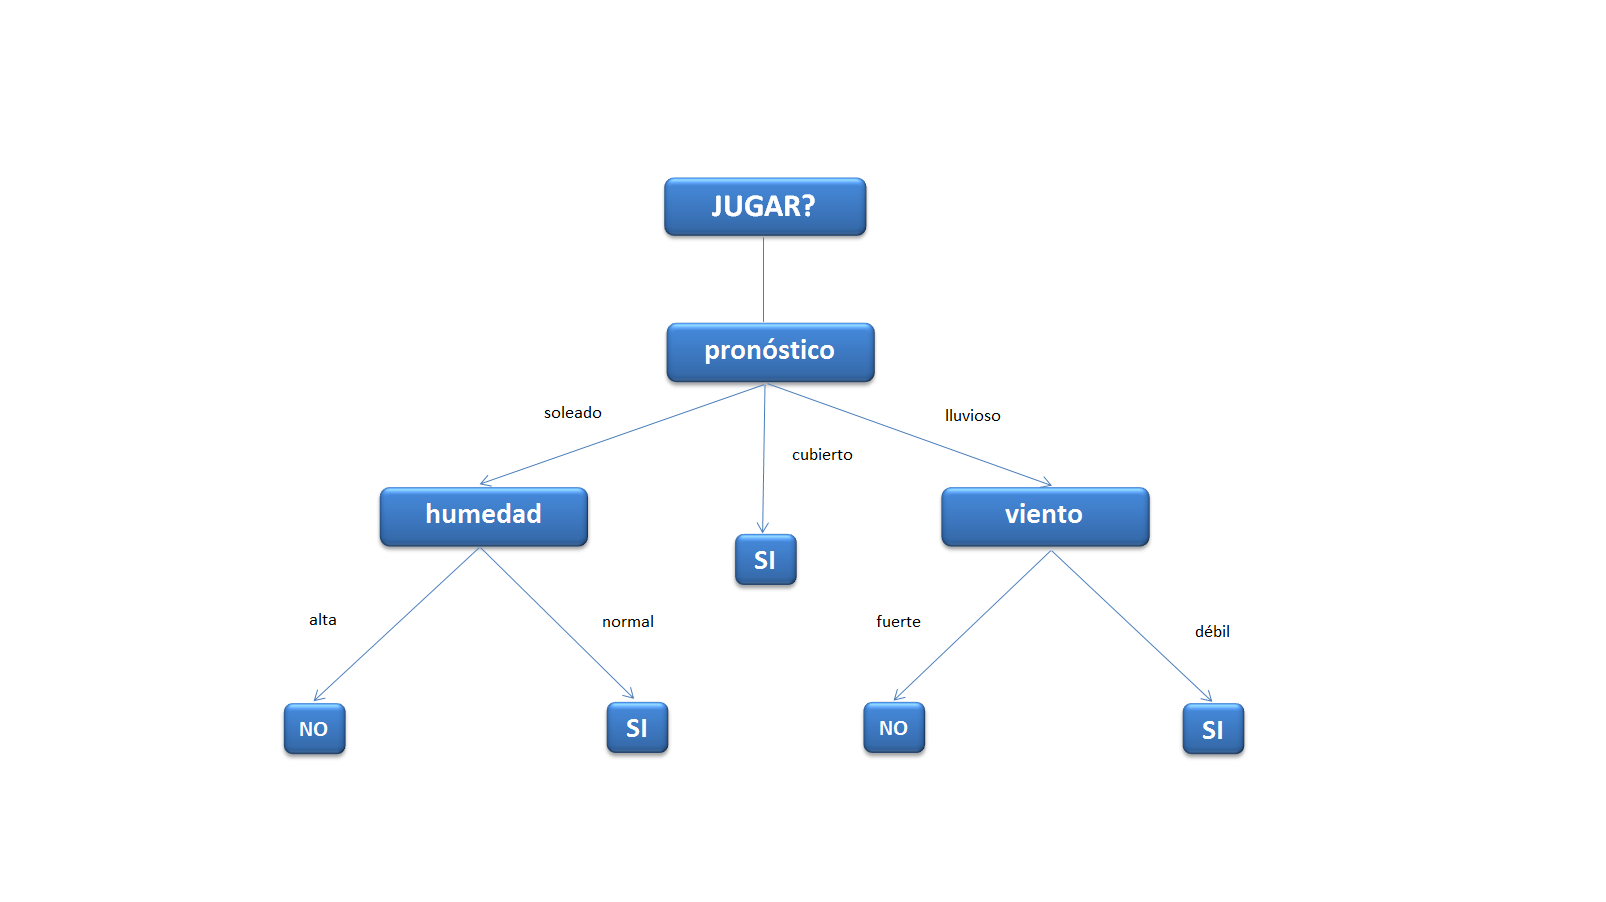 JUGAR?
pronóstico
soleado
lluvioso
cubierto
humedad
viento
SI
alta
normal
fuerte
débil
NO
SI
NO
SI